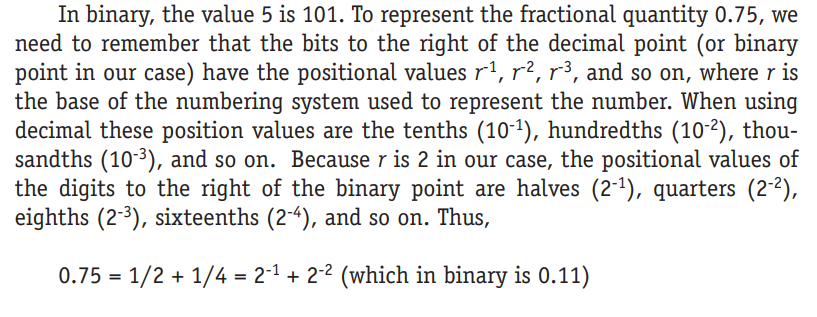 In binary, the value 5 is 101. To represent the fractional quantity 0.75, we
need to remember that the bits to the right of the decimal point (or binary
point in our case) have the positional values r⁻¹, r⁻², r⁻³, and so on, where r is
the base of the numbering system used to represent the number. When using
decimal these position values are the tenths (10⁻¹), hundredths (10⁻²), thou-
sandths (10⁻³), and so on. Because r is 2 in our case, the positional values of
the digits to the right of the binary point are halves (2⁻¹), quarters (2⁻²),
eighths (2⁻³), sixteenths (2⁻⁴), and so on. Thus,
0.75 = 1/2 + 1/4 = 2⁻¹ + 2⁻² (which in binary is 0.11)